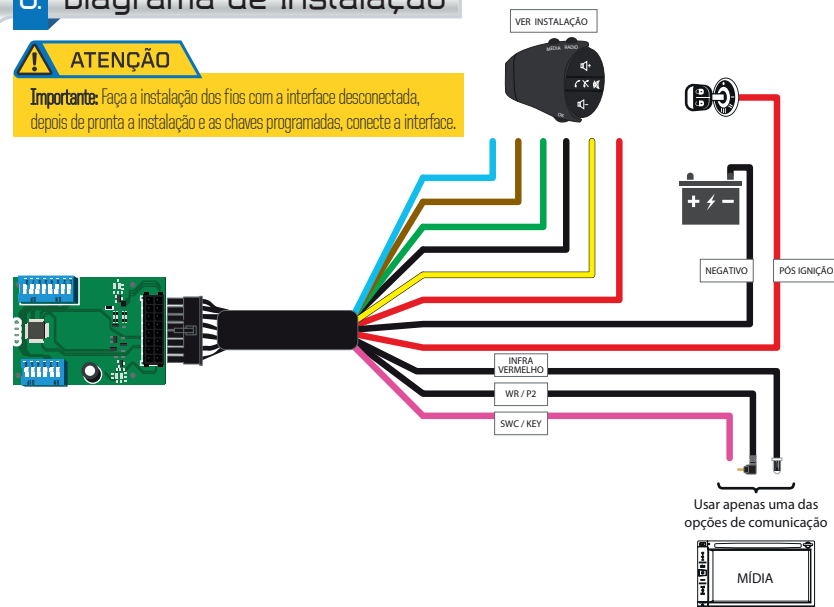 6. Diagrama de Instalação
ATENÇÃO
Importante: Faça a instalação dos fios com a interface desconectada,
depois de pronta a instalação e as chaves programadas, conecte a interface.
VER INSTALAÇÃO
MEDIA RADIO
OK
NEGATIVO
PÓS IGNIÇÃO
INFRA
VERMELHO
WR / P2
SWC / KEY
Usar apenas uma das
opções de comunicação
MÍDIA